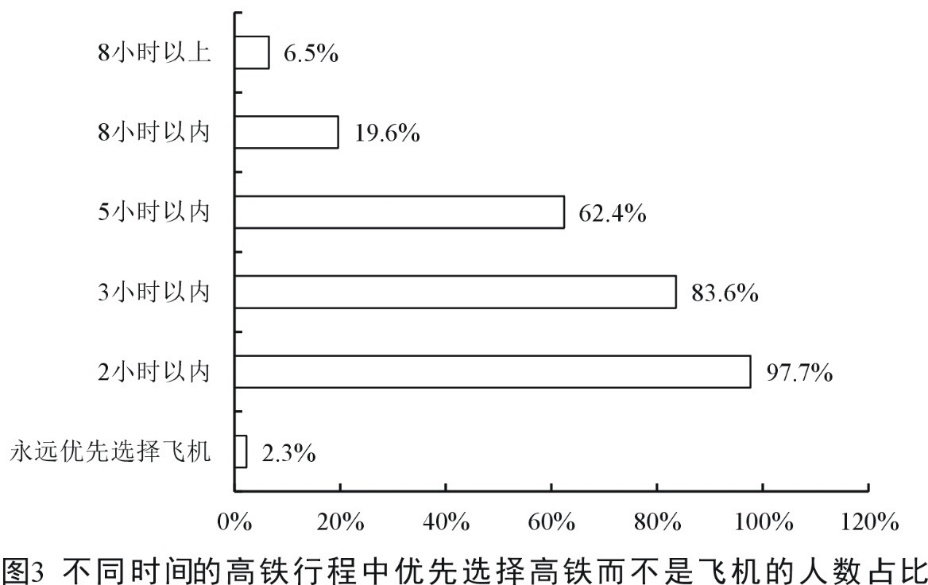 8小时以上 6.5%
8小时以内 19.6%
5小时以内 62.4%
3小时以内 83.6%
2小时以内 97.7%
永远优先选择飞机 2.3%
0% 20% 40% 60% 80% 100% 120%
图3 不同时间的高铁行程中优先选择高铁而不是飞机的人数占比